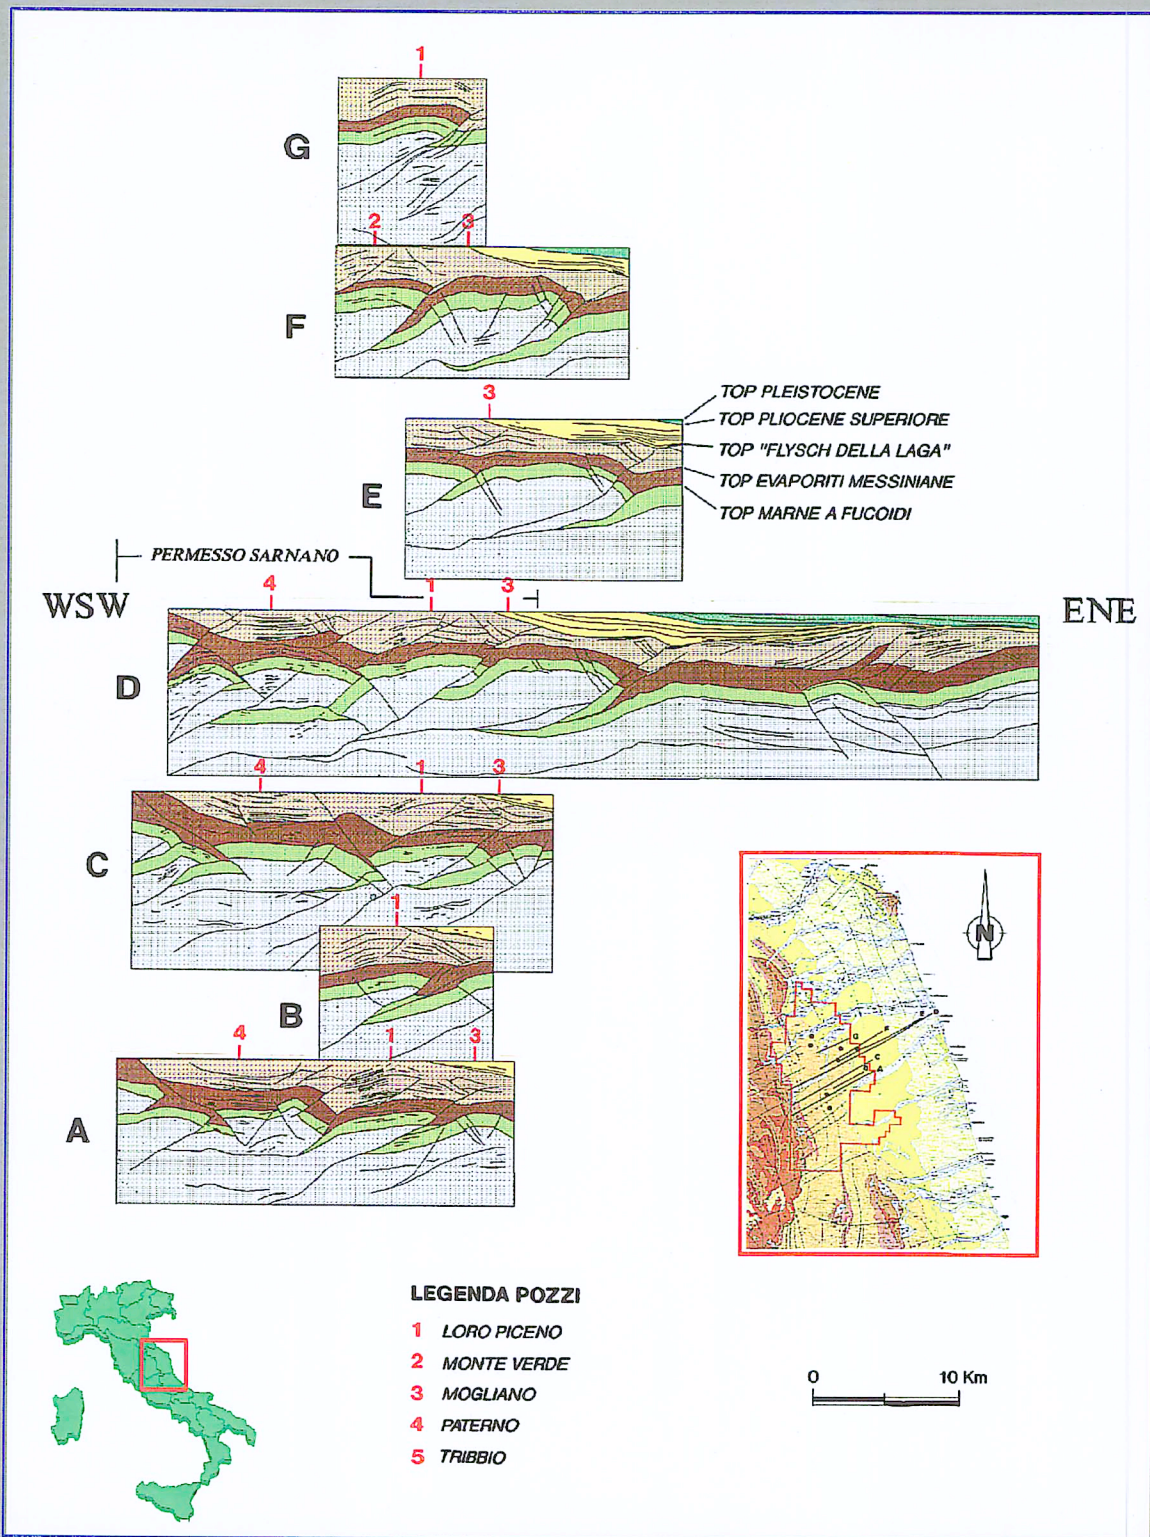 1
G
2 3
F
3
TOP PLEISTOCENE
TOP PLIOCENE SUPERIORE
TOP "FLYSCH DELLA LAGA"
TOP EVAPORITI MESSINIANE
TOP MARNE A FUCOIDI
E
PERMESSO SARNANO
4 1 3
WSW ENE
D
4 1 3
C
1
B
4 1 3
A
N
LEGENDA POZZI
1 LORO PICENO
2 MONTE VERDE
3 MOGLIANO
4 PATERNO
5 TRIBBIO
0 10 Km